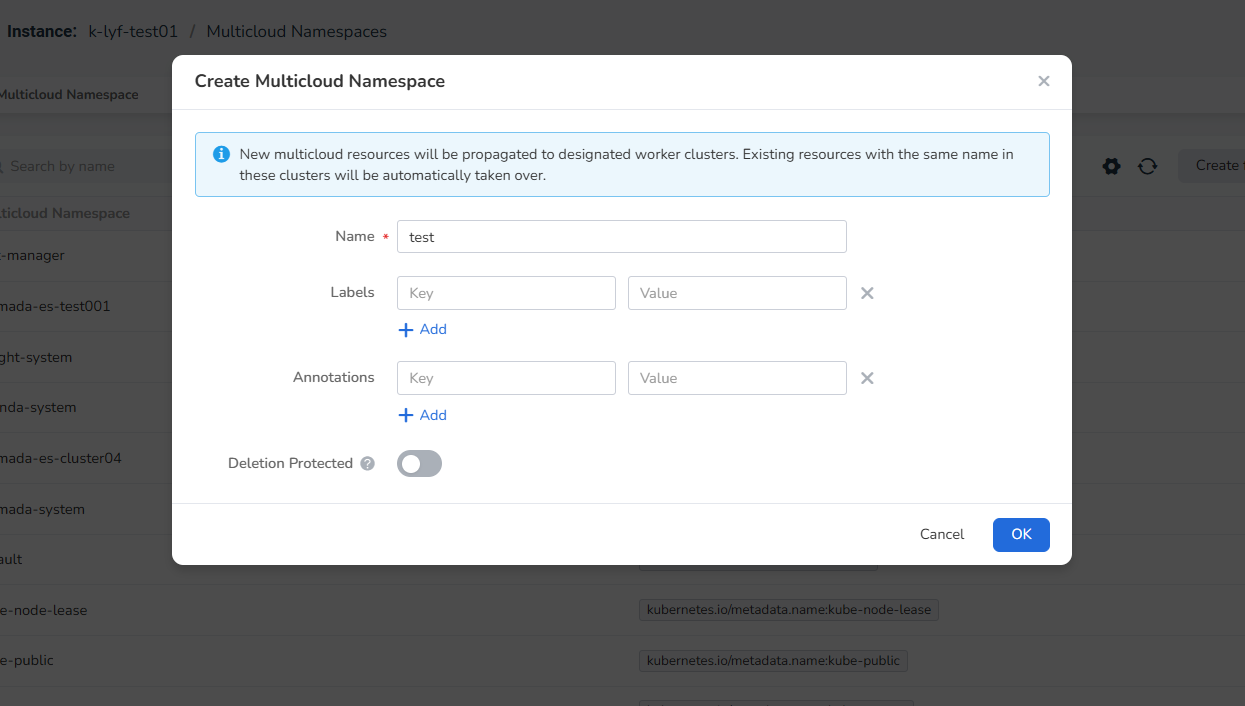 Instance: k-lyf-test01 / Multicloud Namespaces
Create Multicloud Namespace
Multicloud Namespace
New multicloud resources will be propagated to designated worker clusters. Existing resources with the same name in
these clusters will be automatically taken over.
Search by name
Create
Name * test
Namespace
Labels Key Value
-manager
mada-es-test001
Add
ght-system
Annotations Key Value
nda-system
Add
mada-es-cluster04
Deletion Protected
mada-system
Cancel OK
ault
e-node-lease kubernetes.io/metadata.name:kube-node-lease
e-public kubernetes.io/metadata.name:kube-public